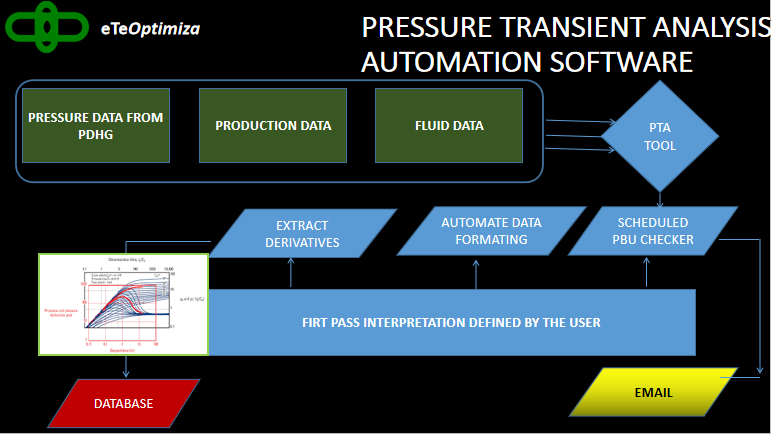 eTeOptimiza
PRESSURE TRANSIENT ANALYSIS
AUTOMATION SOFTWARE
PRESSURE DATA FROM
PDHG
PRODUCTION DATA
FLUID DATA
PTA
TOOL
EXTRACT
DERIVATIVES
AUTOMATE DATA
FORMATING
SCHEDULED
PBU CHECKER
FIRT PASS INTERPRETATION DEFINED BY THE USER
DATABASE
EMAIL